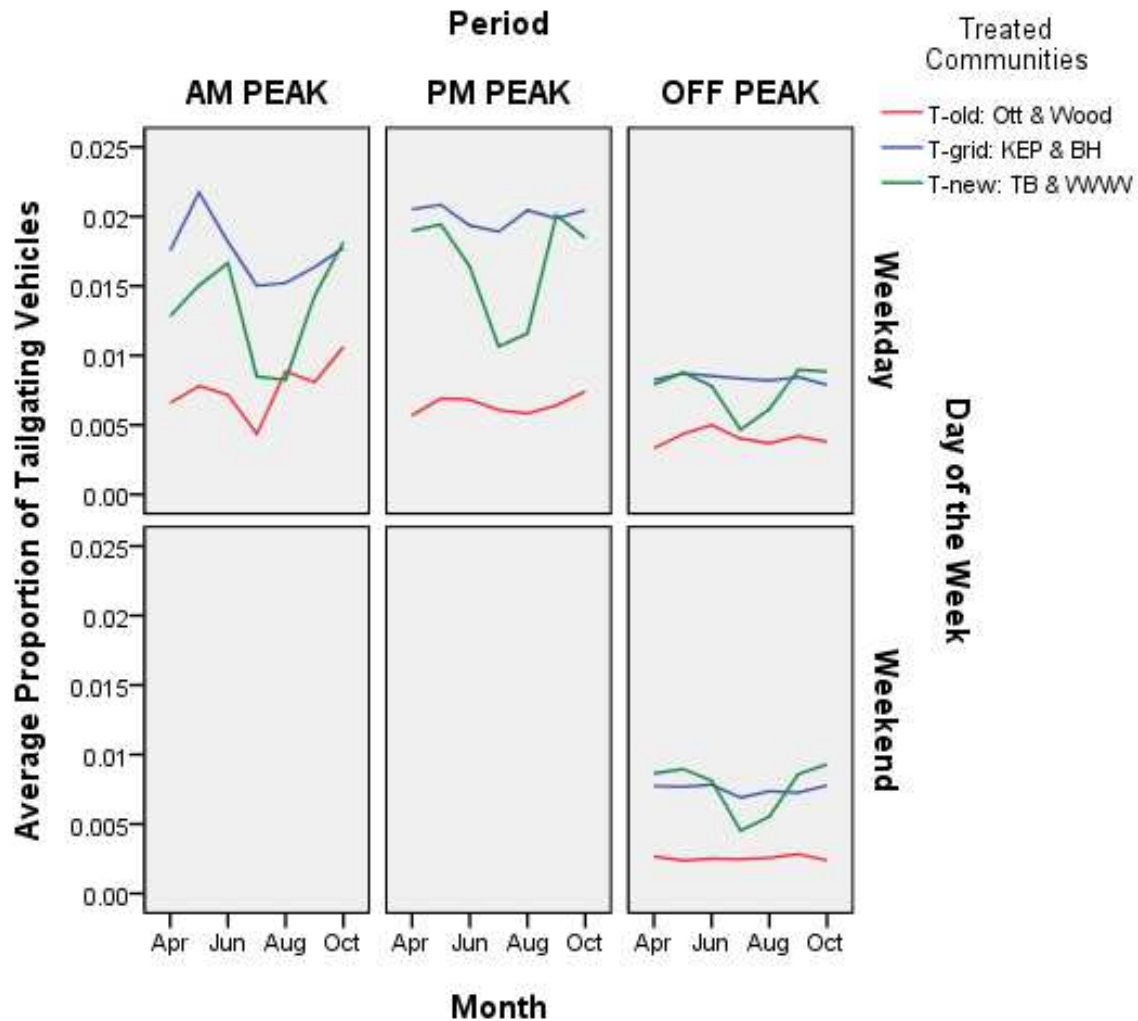 Period
Treated
Communities
AM PEAK
PM PEAK
OFF PEAK
T-old: Ott & Wood
T-grid: KEP & BH
T-new: TB & WWW
Average Proportion of Tailgating Vehicles
0.025
0.02
0.015
0.01
0.005
0.00
Weekday
Day of the Week
0.025
0.02
0.015
0.01
0.005
0.00
Weekend
Apr Jun Aug Oct
Apr Jun Aug Oct
Apr Jun Aug Oct
Month